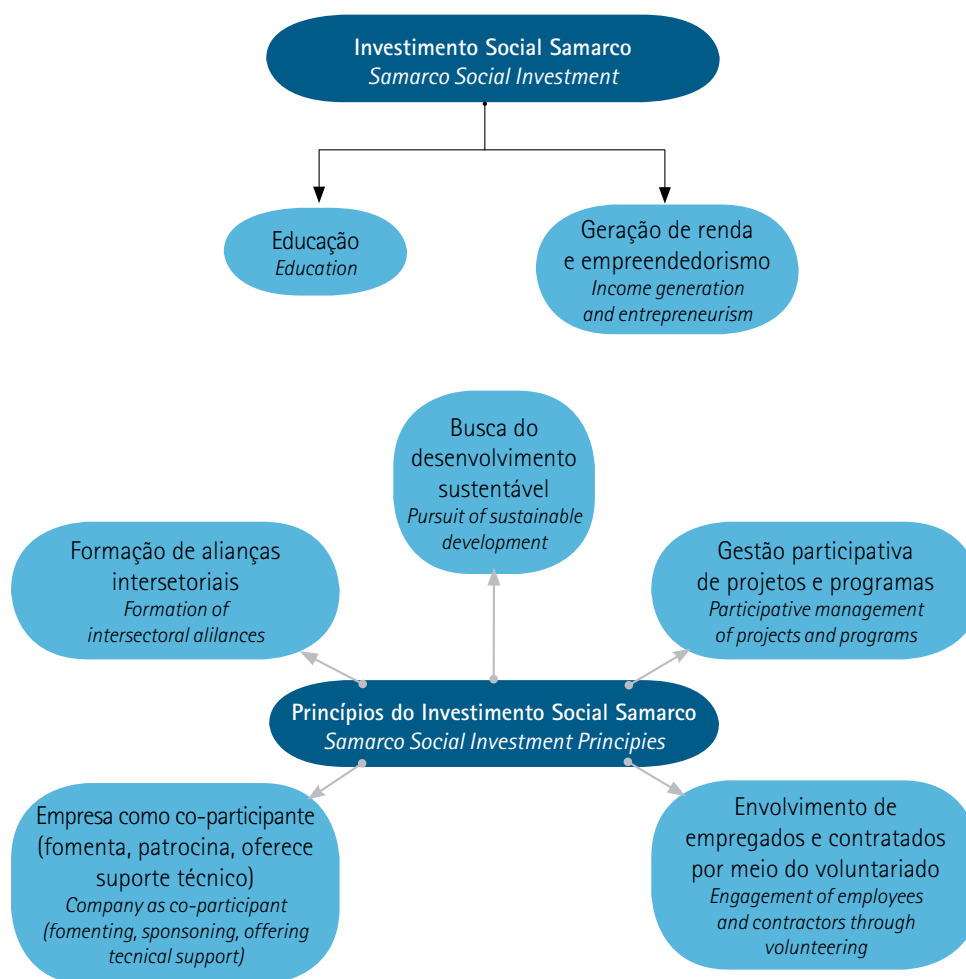 Investimento Social Samarco
Samarco Social Investment
Educação
Education
Geração de renda
e empreendedorismo
Income generation
and entrepreneurism
Busca do
desenvolvimento
sustentável
Pursuit of sustainable
development
Formação de alianças
intersetoriais
Formation of
intersectoral alilances
Gestão participativa
de projetos e programas
Participative management
of projects and programs
Princípios do Investimento Social Samarco
Samarco Social Investment Principies
Empresa como co-participante
(fomenta, patrocina, oferece
suporte técnico)
Company as co-participant
(fomenting, sponsoning, offering
tecnical support)
Envolvimento de
empregados e contratados
por meio do voluntariado
Engagement of employees
and contractors through
volunteering